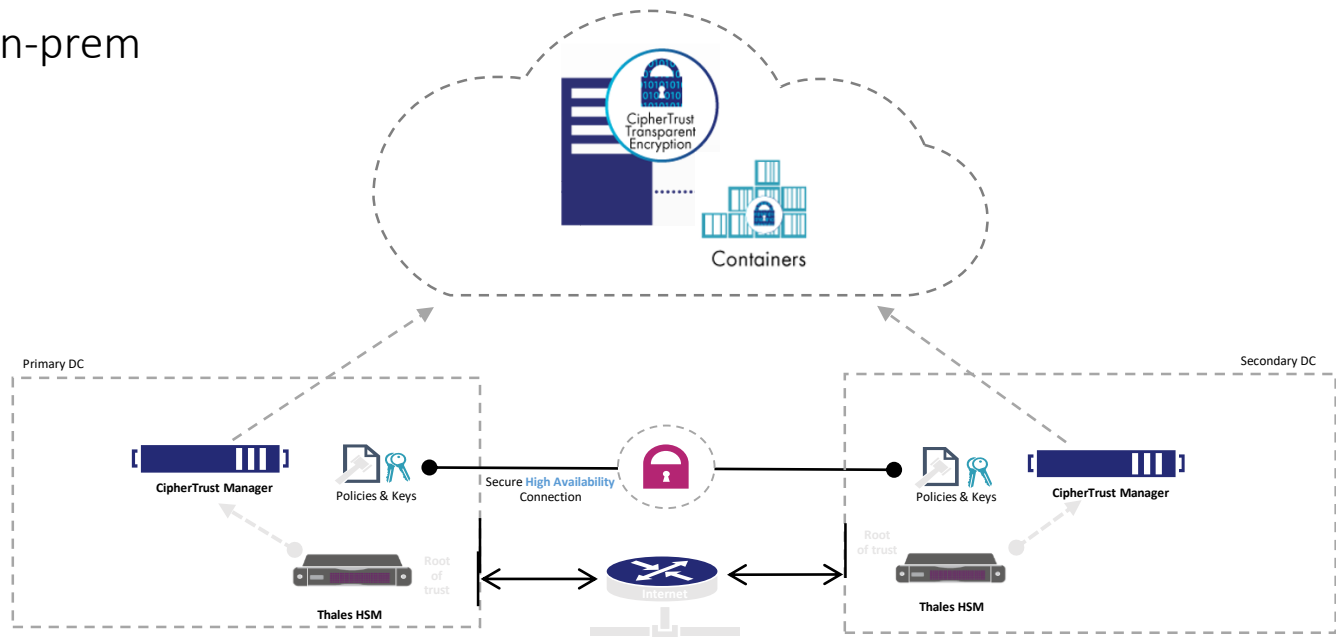 n-prem
CipherTrust
Transparent
Encryption
Containers
Primary DC
Secondary DC
CipherTrust Manager
Policies & Keys
Secure High Availability
Connection
Policies & Keys
CipherTrust Manager
Root
of
trust
Thales HSM
Internet
Root
of trust
Thales HSM